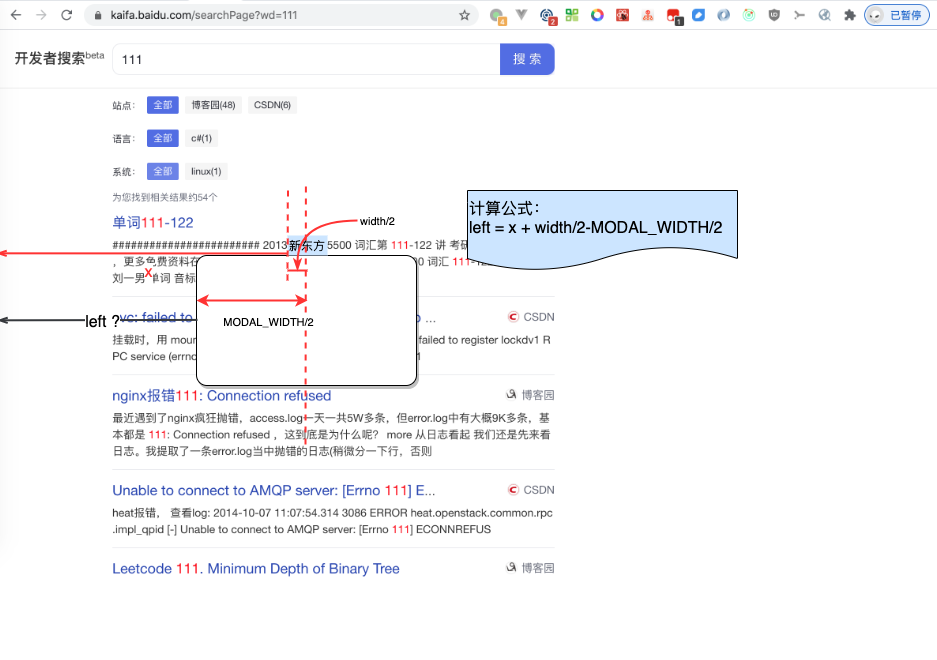 kaifa.baidu.com/searchPage?wd=111
4
2
1
已暂停
开发者搜索beta
111
搜 索
站点:
全部
博客园(48)
CSDN(6)
语言:
全部
c#(1)
系统:
全部
linux(1)
为您找到相关结果约54个
单词111-122
width/2
计算公式:
left = x + width/2-MODAL_WIDTH/2
######################## 2013 新东方 5500 词汇第 111-122 讲 考研
，更多免费资料在
00 词汇 111-12
X
刘一男 单词 音标
left ?
vc: failed to
o ...
CSDN
MODAL_WIDTH/2
挂载时，用 moun
failed to register lockdv1 R
PC service (errno
1
nginx报错111: Connection refused
博客园
最近遇到了nginx疯狂抛错，access.log一天一共5W多条，但error.log中有大概9K多条，基
本都是 111: Connection refused ，这到底是为什么呢？ more 从日志看起 我们还是先来看
日志。我提取了一条error.log当中抛错的日志(稍微分一下行，否则
Unable to connect to AMQP server: [Errno 111] E...
CSDN
heat报错， 查看log: 2014-10-07 11:07:54.314 3086 ERROR heat.openstack.common.rpc
.impl_qpid [-] Unable to connect to AMQP server: [Errno 111] ECONNREFUS
Leetcode 111. Minimum Depth of Binary Tree
博客园